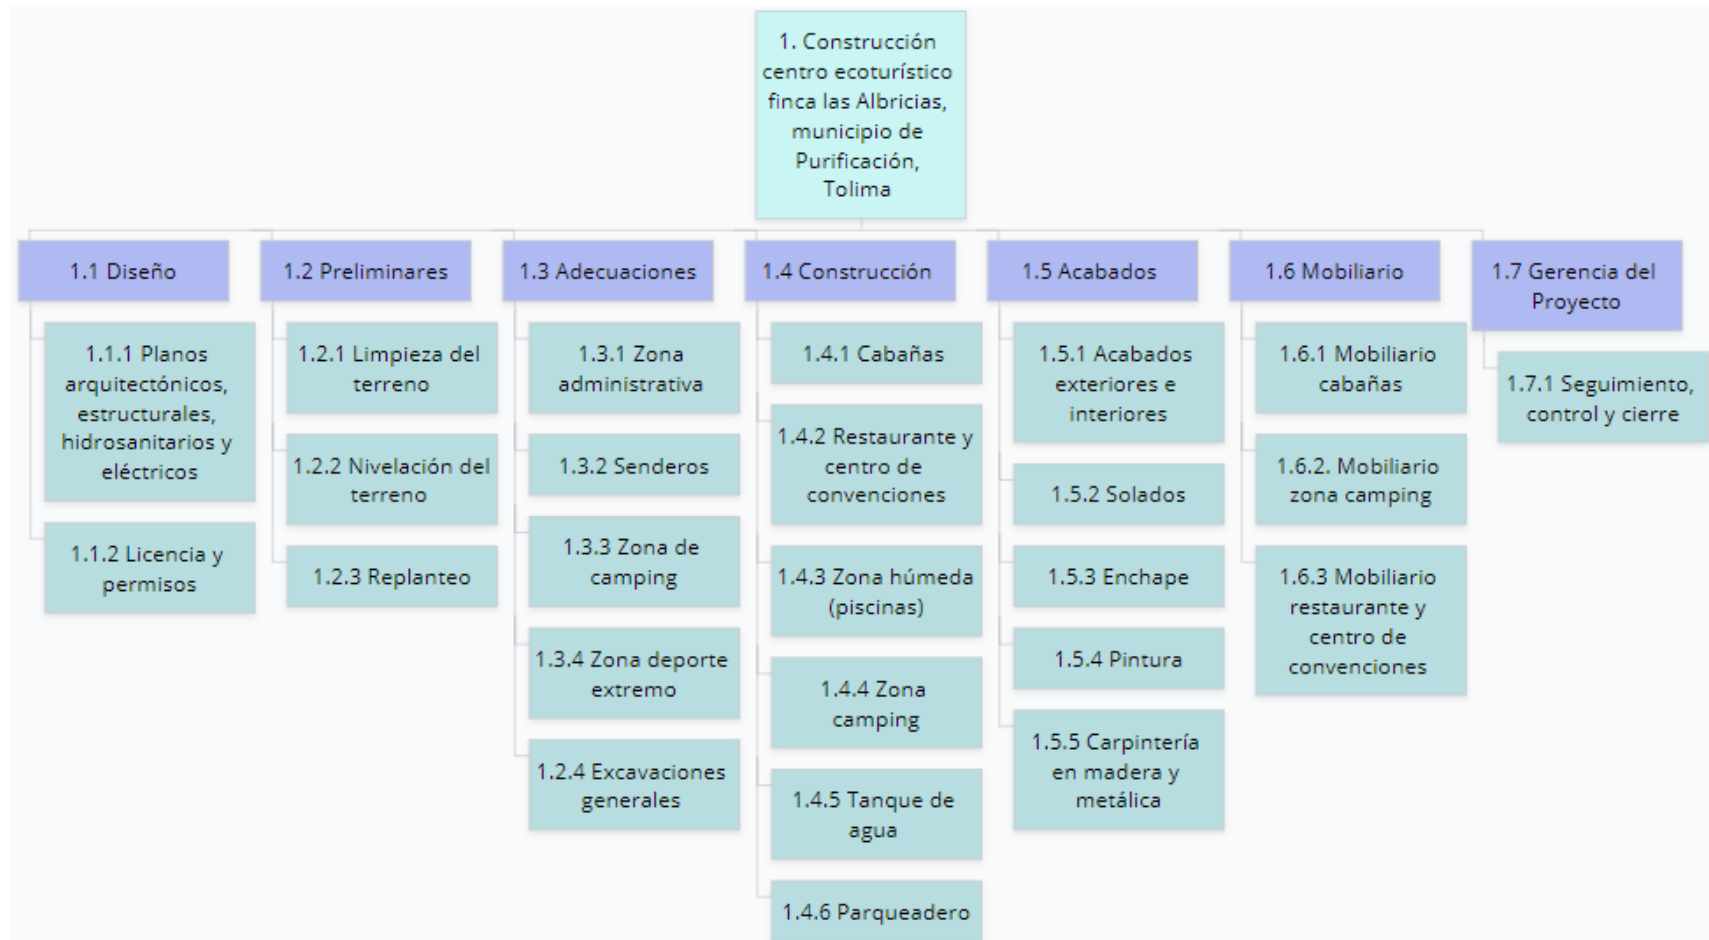 1. Construcción
centro ecoturístico
finca las Albricias,
municipio de
Purificación,
Tolima
1.1 Diseño
1.1.1 Planos
arquitectónicos,
estructurales,
hidrosanitarios y
eléctricos
1.1.2 Licencia y
permisos
1.2 Preliminares
1.2.1 Limpieza del
terreno
1.2.2 Nivelación del
terreno
1.2.3 Replanteo
1.3 Adecuaciones
1.3.1 Zona
administrativa
1.3.2 Senderos
1.3.3 Zona de
camping
1.3.4 Zona deporte
extremo
1.2.4 Excavaciones
generales
1.4 Construcción
1.4.1 Cabañas
1.4.2 Restaurante y
centro de
convenciones
1.4.3 Zona húmeda
(piscinas)
1.4.4 Zona
camping
1.4.5 Tanque de
agua
1.4.6 Parqueadero
1.5 Acabados
1.5.1 Acabados
exteriores e
interiores
1.5.2 Solados
1.5.3 Enchape
1.5.4 Pintura
1.5.5 Carpintería
en madera y
metálica
1.6 Mobiliario
1.6.1 Mobiliario
cabañas
1.6.2. Mobiliario
zona camping
1.6.3 Mobiliario
restaurante y
centro de
convenciones
1.7 Gerencia del
Proyecto
1.7.1 Seguimiento,
control y cierre